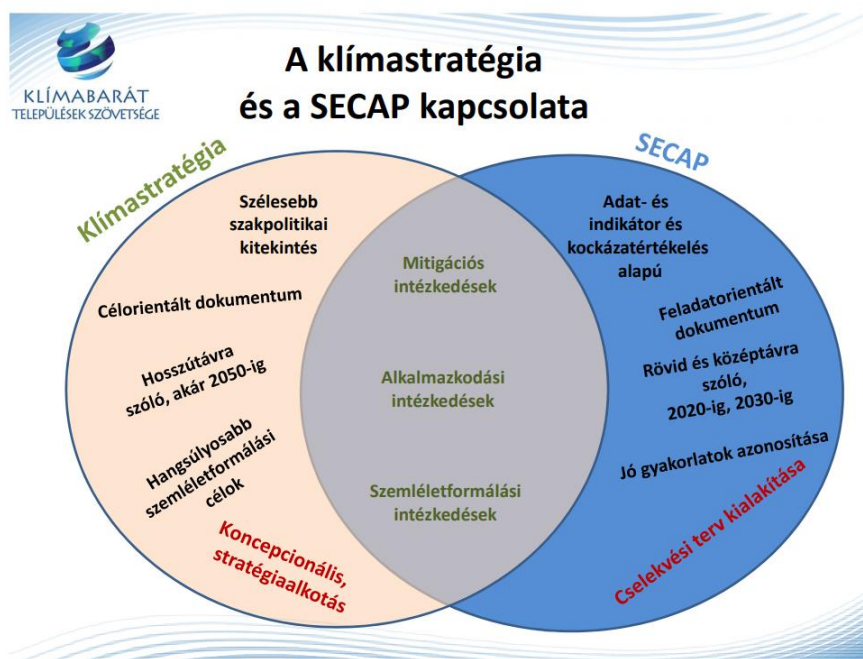 KLÍMABARÁT
TELEPÜLÉSEK SZÖVETSÉGE
A klímastratégia
és a SECAP kapcsolata
Klímastratégia
Szélesebb
szakpolitikai
kitekintés
Célorientált dokumentum
Hosszútávra
szóló, akár 2050-ig
Hangsúlyosabb
szemléletformálási
célok
Koncepcionális,
stratégiaalkotás
Mitigációs
intézkedések
Alkalmazkodási
intézkedések
Szemléletformálási
intézkedések
SECAP
Adat- és
indikátor és
kockázatértékelés
alapú
Feladatorientált
dokumentum
Rövid és középtávra
szóló,
2020-ig, 2030-ig
Jó gyakorlatok azonosítása
Cselekvési terv kialakítása